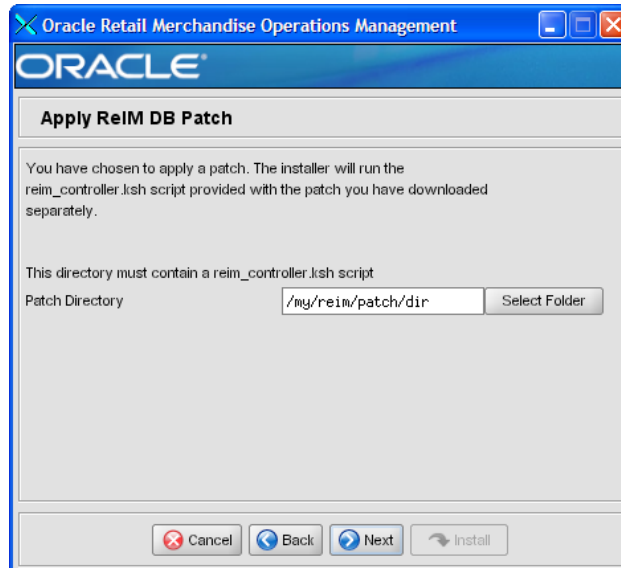 Oracle Retail Merchandise Operations Management
ORACLE®
Apply ReIM DB Patch
You have chosen to apply a patch. The installer will run the
reim_controller.ksh script provided with the patch you have downloaded
separately.
This directory must contain a reim_controller.ksh script
Patch Directory /my/reim/patch/dir Select Folder
Cancel Back Next Install